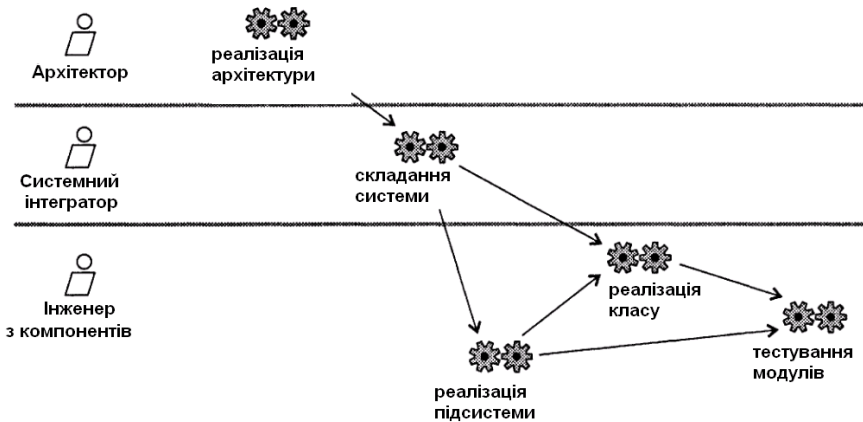 Архітектор
реалізація
архітектури
Системний
інтегратор
складання
системи
Інженер
з компонентів
реалізація
класу
тестування
модулів
реалізація
підсистеми